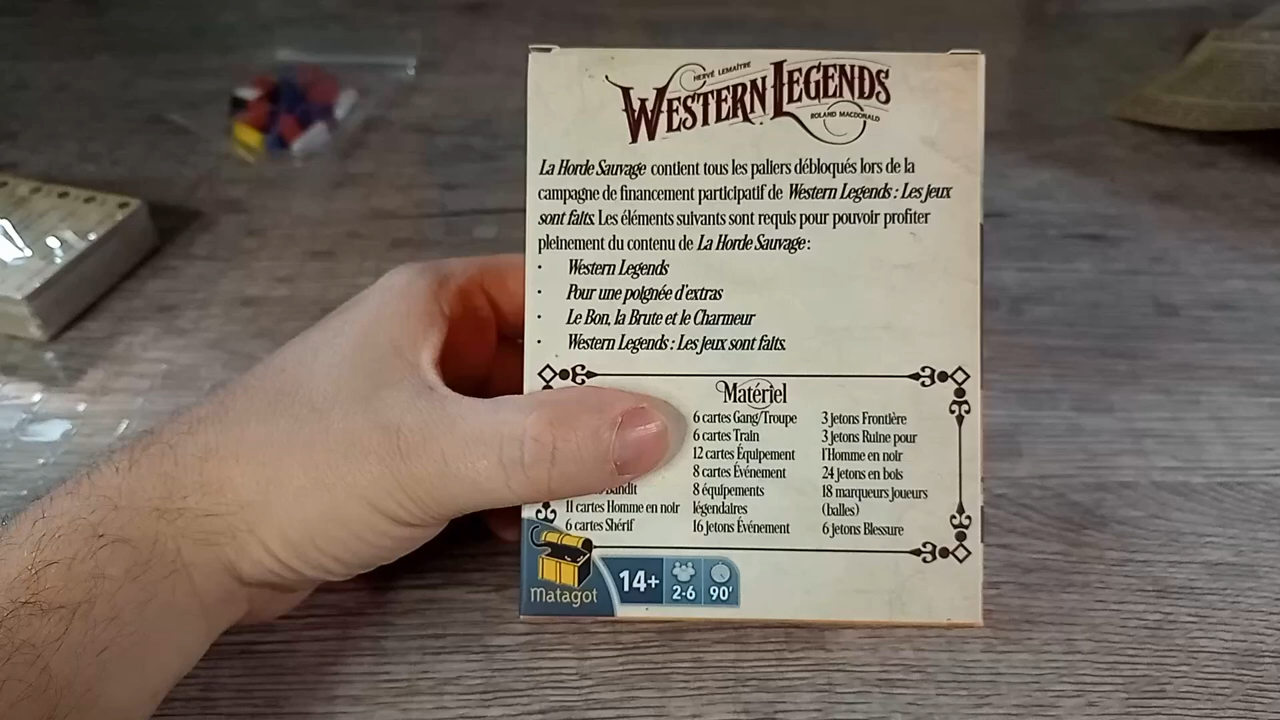 HERVÉ LEMAÎTRE
WESTERN LEGENDS
ROLAND MACDONALD
La Horde Sauvage contient tous les paliers débloqués lors de la
campagne de financement participatif de Western Legends : Les jeux
sont faits. Les éléments suivants sont requis pour pouvoir profiter
pleinement du contenu de La Horde Sauvage :
• Western Legends
• Pour une poignée d'extras
• Le Bon, la Brute et le Charmeur
• Western Legends : Les jeux sont faits.
Matériel
Bandit
11 cartes Homme en noir
6 cartes Shérif
6 cartes Gang/Troupe
6 cartes Train
12 cartes Équipement
8 cartes Événement
8 équipements
légendaires
16 jetons Événement
3 jetons Frontière
3 jetons Ruine pour
l'Homme en noir
24 jetons en bois
18 marqueurs joueurs
(balles)
6 jetons Blessure
matagot
14+
2-6
90'